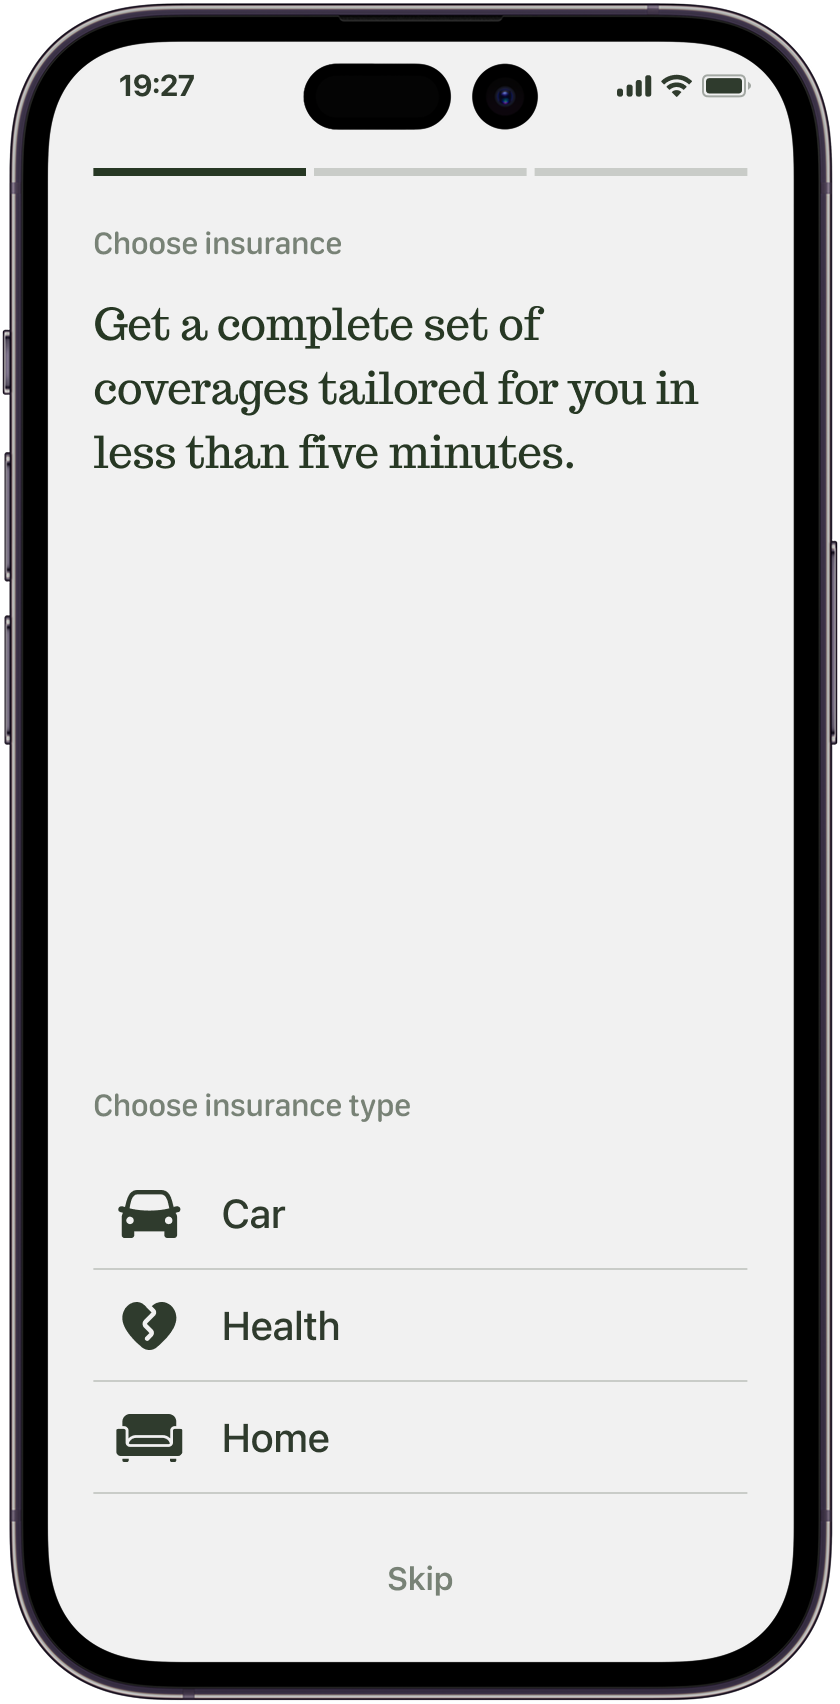 19:27
Choose insurance
Get a complete set of
coverages tailored for you in
less than five minutes.
Choose insurance type
Car
Health
Home
Skip